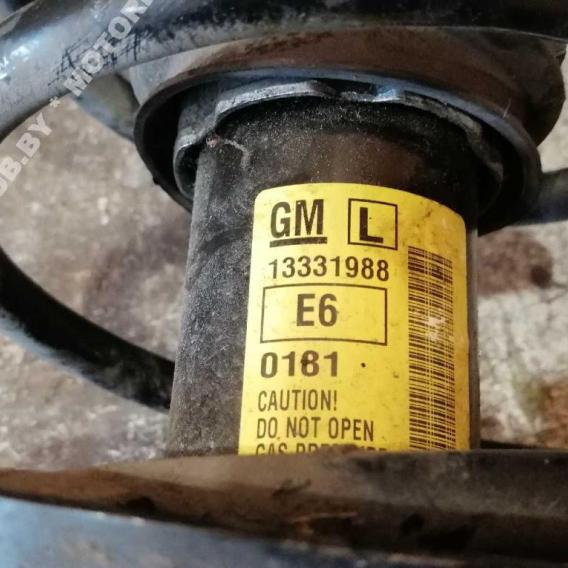 GM L
13331988
E6
0181
CAUTION!
DO NOT OPEN